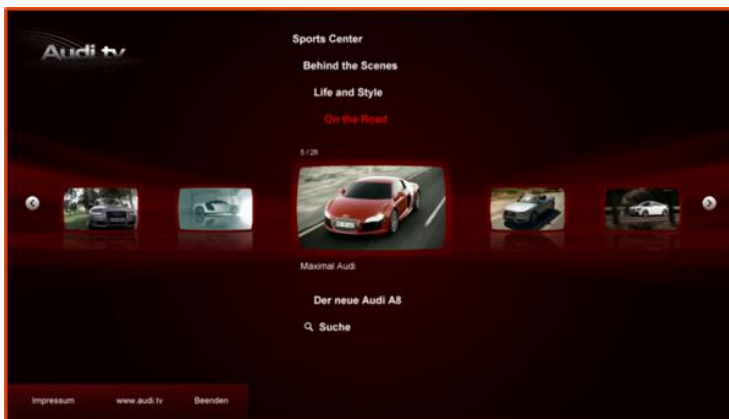 Audi tv
Sports Center
Behind the Scenes
Life and Style
On the Road
5 / 26
Maximal Audi
Der neue Audi A8
Suche
Impressum www.audi.tv Beenden